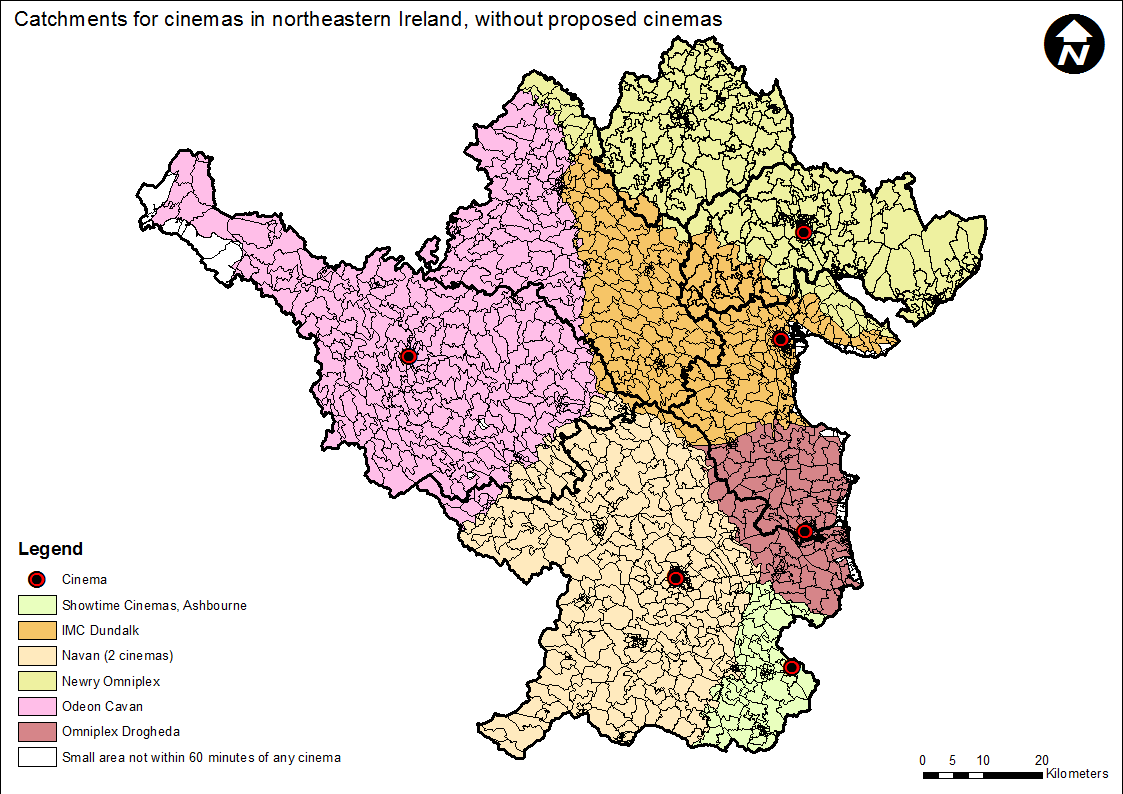 Catchments for cinemas in northeastern Ireland, without proposed cinemas
N
Legend
Cinema
Showtime Cinemas, Ashbourne
IMC Dundalk
Navan (2 cinemas)
Newry Omniplex
Odeon Cavan
Omniplex Drogheda
Small area not within 60 minutes of any cinema
0 5 10 20
Kilometers